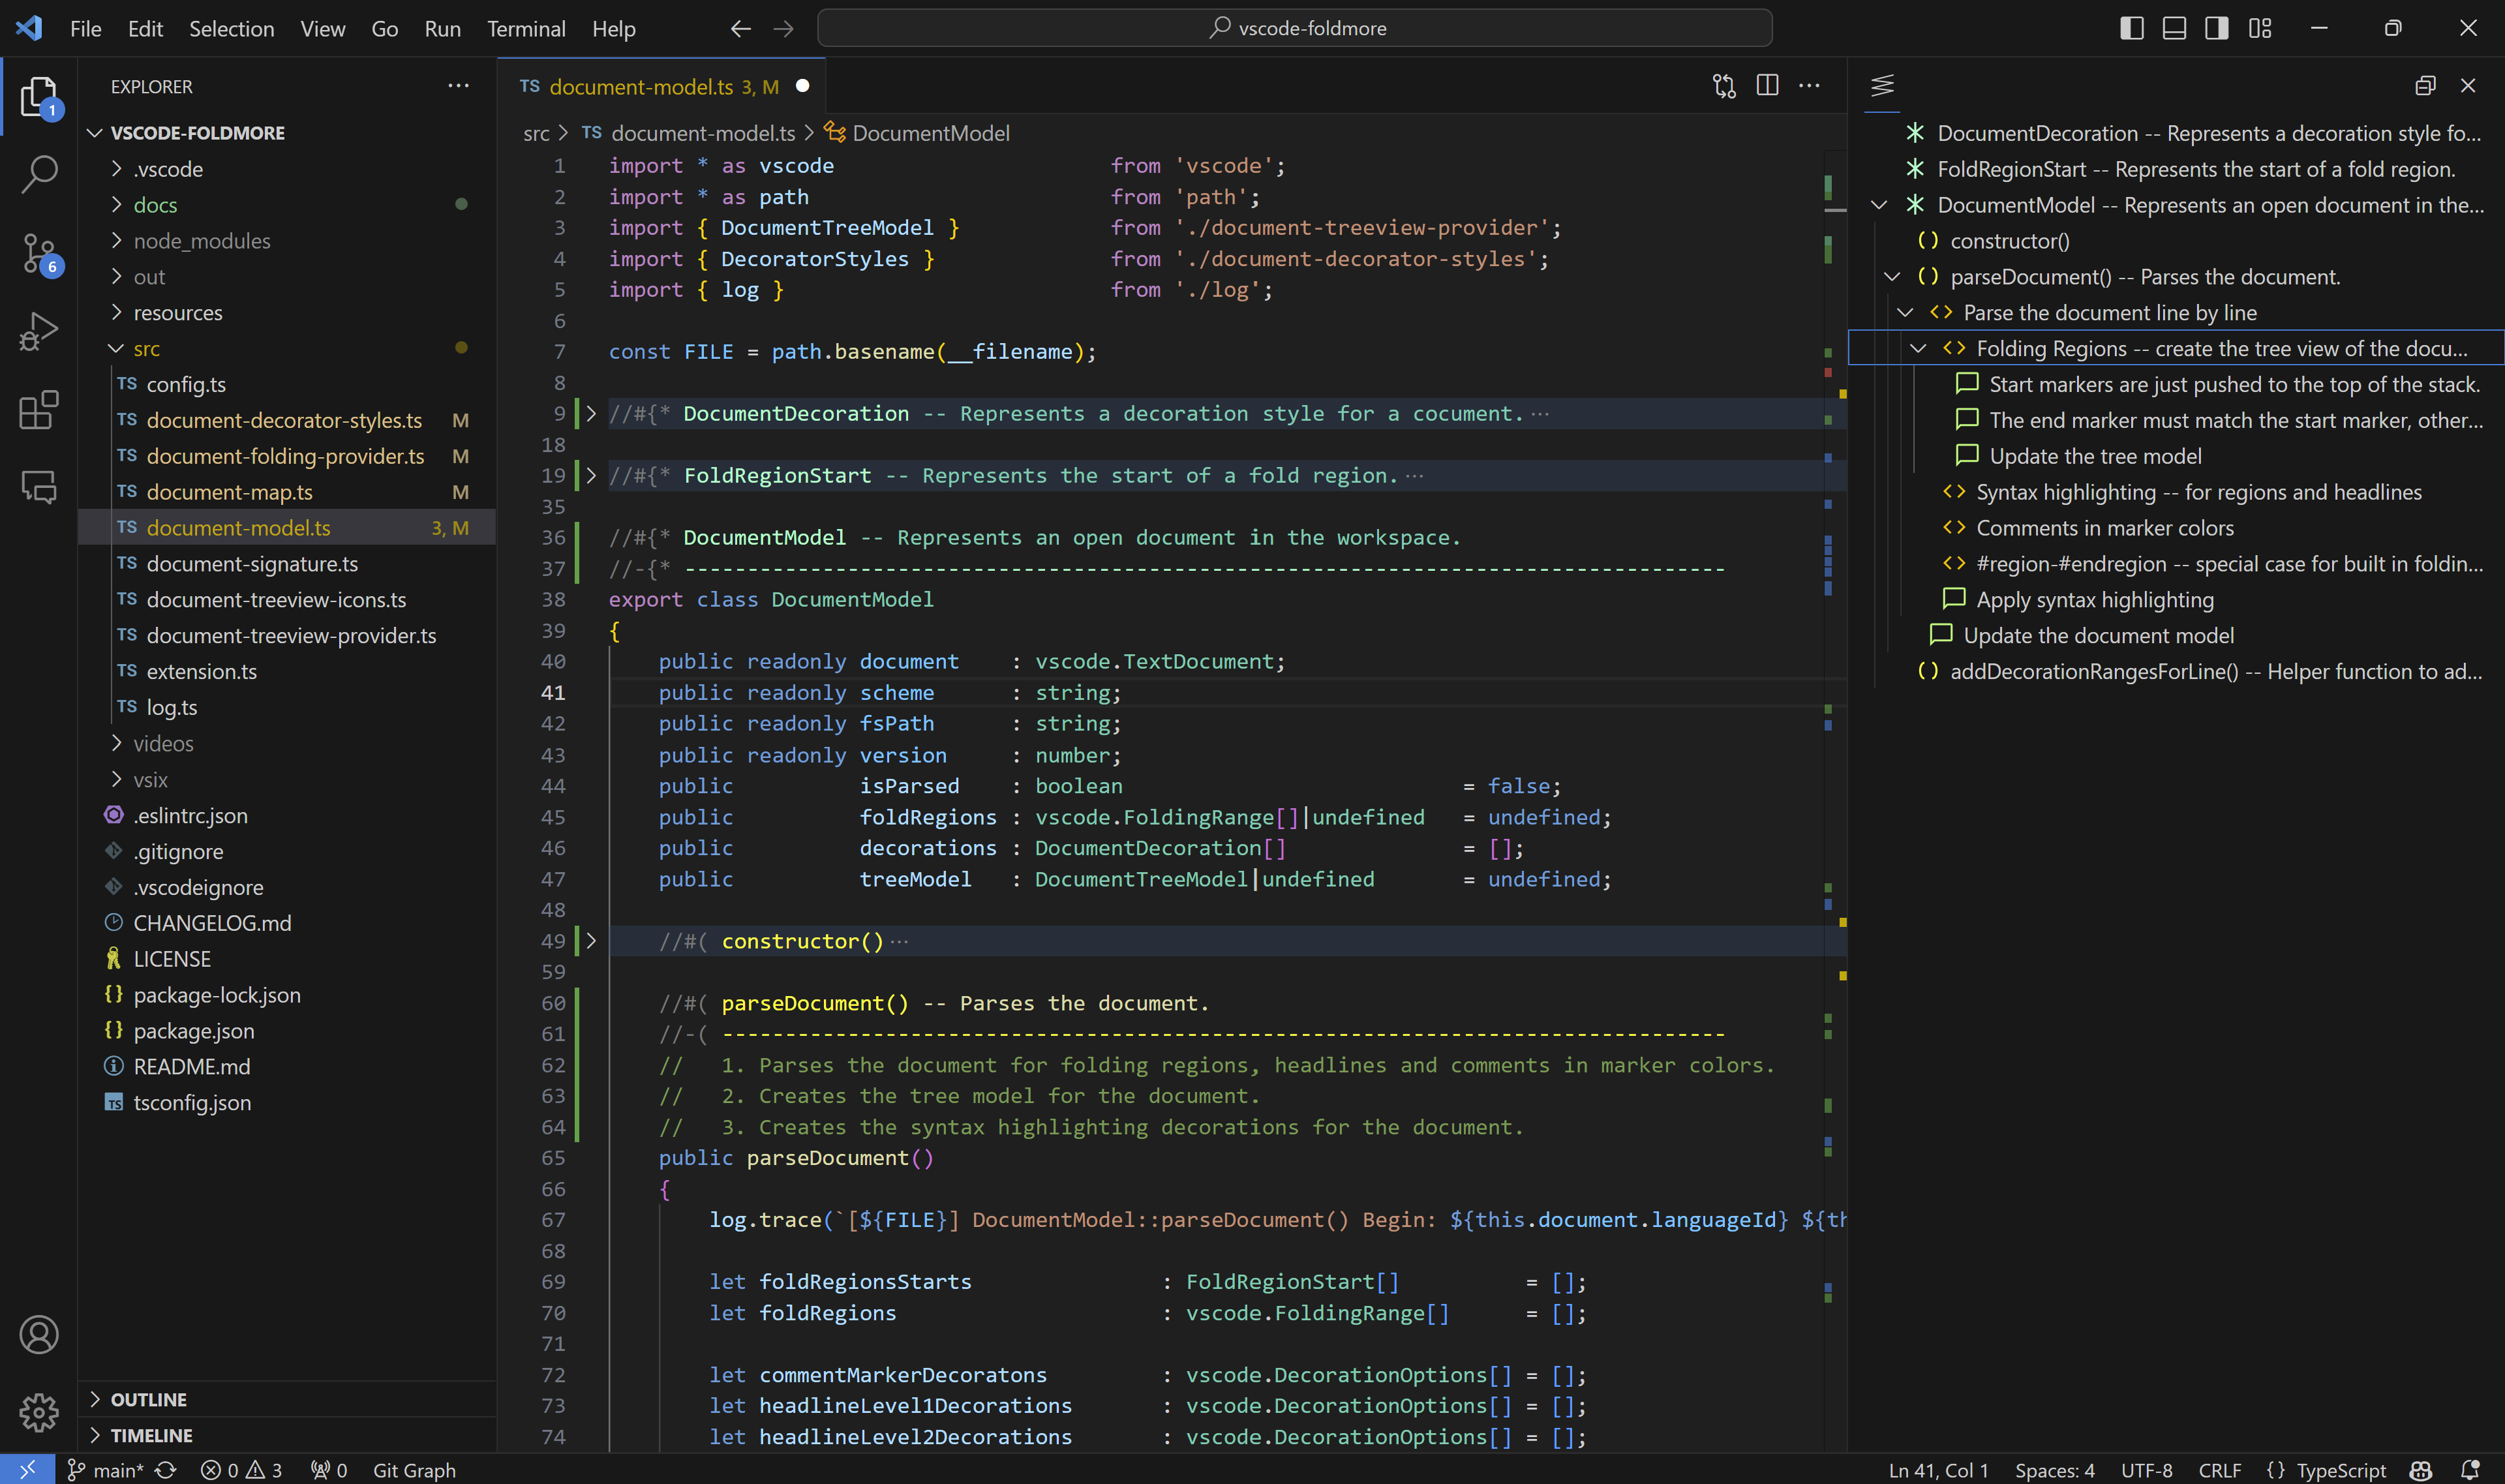 File Edit Selection View Go Run Terminal Help
vscode-foldmore
1
6
EXPLORER
VSCODE-FOLDMORE
.vscode
docs
node_modules
out
resources
src
TS config.ts
TS document-decorator-styles.ts M
TS document-folding-provider.ts M
TS document-map.ts M
TS document-model.ts 3, M
TS document-signature.ts
TS document-treeview-icons.ts
TS document-treeview-provider.ts
TS extension.ts
TS log.ts
videos
vsix
.eslintrc.json
.gitignore
.vscodeignore
CHANGELOG.md
LICENSE
{} package-lock.json
{} package.json
README.md
TS tsconfig.json
OUTLINE
TIMELINE
TS document-model.ts 3, M
src > TS document-model.ts > DocumentModel
1 import * as vscode                      from 'vscode';
2 import * as path                        from 'path';
3 import { DocumentTreeModel }            from './document-treeview-provider';
4 import { DecoratorStyles }              from './document-decorator-styles';
5 import { log }                          from './log';
6
7 const FILE = path.basename(__filename);
8
9 //#{* DocumentDecoration -- Represents a decoration style for a cocument.···
18
19 //#{* FoldRegionStart -- Represents the start of a fold region.···
35
36 //#{* DocumentModel -- Represents an open document in the workspace.
37 //-{* -----------------------------------------------------------------------------------
38 export class DocumentModel
39 {
40     public readonly document    : vscode.TextDocument;
41     public readonly scheme      : string;
42     public readonly fsPath      : string;
43     public readonly version     : number;
44     public          isParsed    : boolean                           = false;
45     public          foldRegions : vscode.FoldingRange[]|undefined   = undefined;
46     public          decorations : DocumentDecoration[]              = [];
47     public          treeModel   : DocumentTreeModel|undefined       = undefined;
48
49     //#( constructor()···
59
60     //#( parseDocument() -- Parses the document.
61     //-( --------------------------------------------------------------------------------
62     //   1. Parses the document for folding regions, headlines and comments in marker colors.
63     //   2. Creates the tree model for the document.
64     //   3. Creates the syntax highlighting decorations for the document.
65     public parseDocument()
66     {
67         log.trace(`[${FILE}] DocumentModel::parseDocument() Begin: ${this.document.languageId} ${th
68
69         let foldRegionsStarts               : FoldRegionStart[]          = [];
70         let foldRegions                     : vscode.FoldingRange[]      = [];
71
72         let commentMarkerDecoratons         : vscode.DecorationOptions[] = [];
73         let headlineLevel1Decorations       : vscode.DecorationOptions[] = [];
74         let headlineLevel2Decorations       : vscode.DecorationOptions[] = [];
DocumentDecoration -- Represents a decoration style fo...
FoldRegionStart -- Represents the start of a fold region.
DocumentModel -- Represents an open document in the...
() constructor()
() parseDocument() -- Parses the document.
<> Parse the document line by line
<> Folding Regions -- create the tree view of the docu...
Start markers are just pushed to the top of the stack.
The end marker must match the start marker, other...
Update the tree model
<> Syntax highlighting -- for regions and headlines
<> Comments in marker colors
<> #region-#endregion -- special case for built in foldin...
Apply syntax highlighting
Update the document model
() addDecorationRangesForLine() -- Helper function to ad...
main* 0 3 0 Git Graph Ln 41, Col 1 Spaces: 4 UTF-8 CRLF {} TypeScript